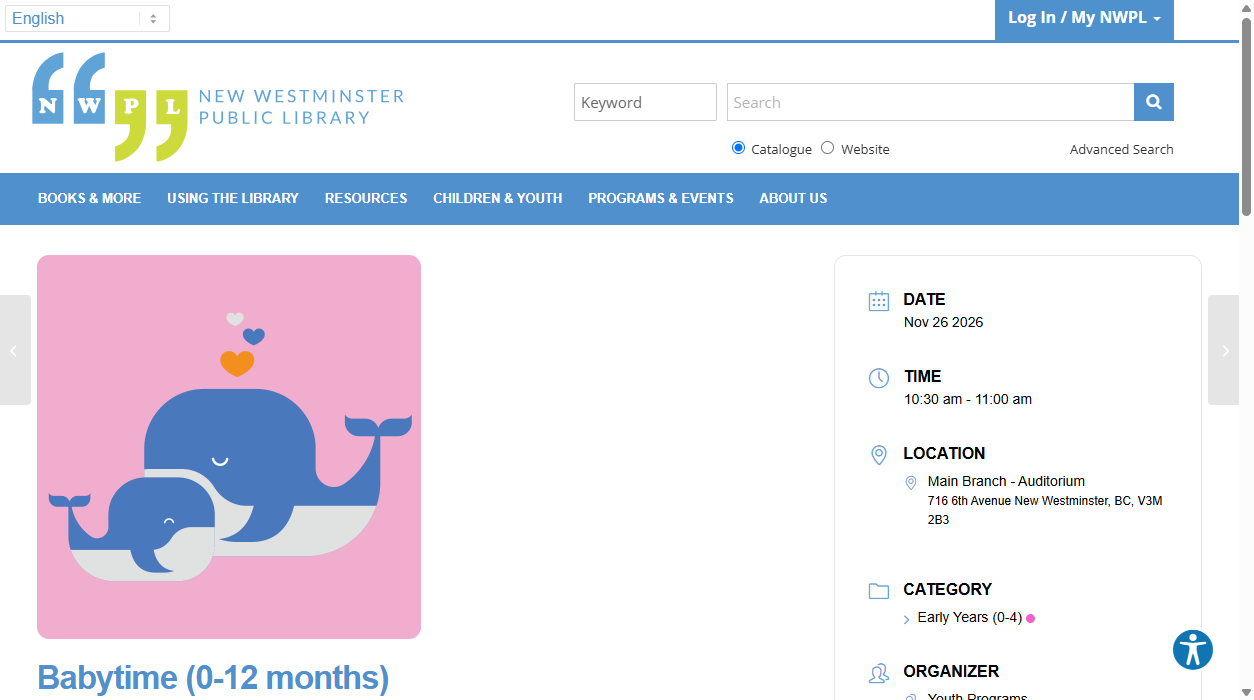 English
Log In / My NWPL
N W P L
NEW WESTMINSTER
PUBLIC LIBRARY
Keyword
Search
Catalogue
Website
Advanced Search
BOOKS & MORE
USING THE LIBRARY
RESOURCES
CHILDREN & YOUTH
PROGRAMS & EVENTS
ABOUT US
DATE
Nov 26 2026
TIME
10:30 am - 11:00 am
LOCATION
Main Branch - Auditorium
716 6th Avenue New Westminster, BC, V3M
2B3
CATEGORY
Early Years (0-4)
ORGANIZER
Youth Programs
Babytime (0-12 months)